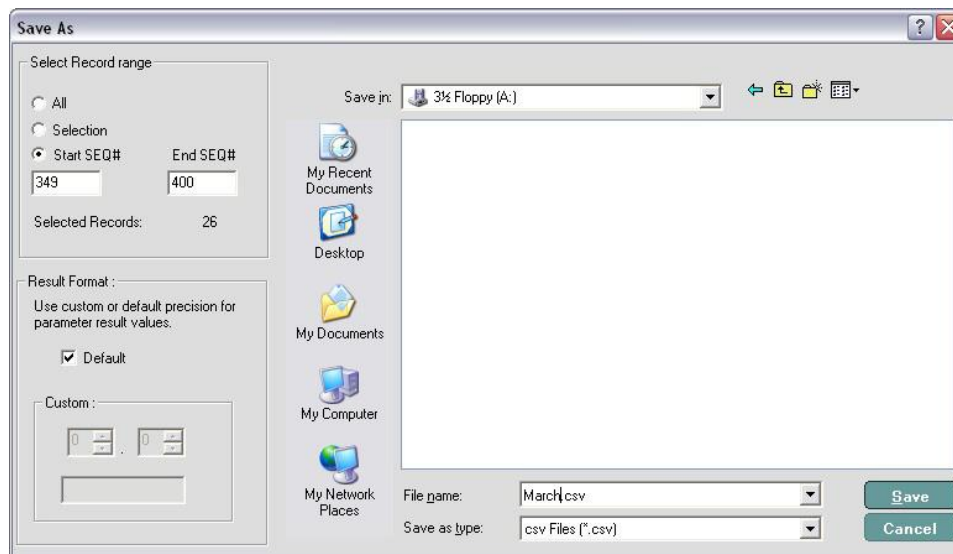 Save As
?
Select Record range
All
Selection
Start SEQ#
End SEQ#
349
400
Selected Records: 26
Result Format :
Use custom or default precision for
parameter result values.
Default
Custom :
0 . 0
Save in: 3½ Floppy (A:)
My Recent
Documents
Desktop
My Documents
My Computer
My Network
Places
File name: March.csv
Save as type: csv Files (*.csv)
Save
Cancel